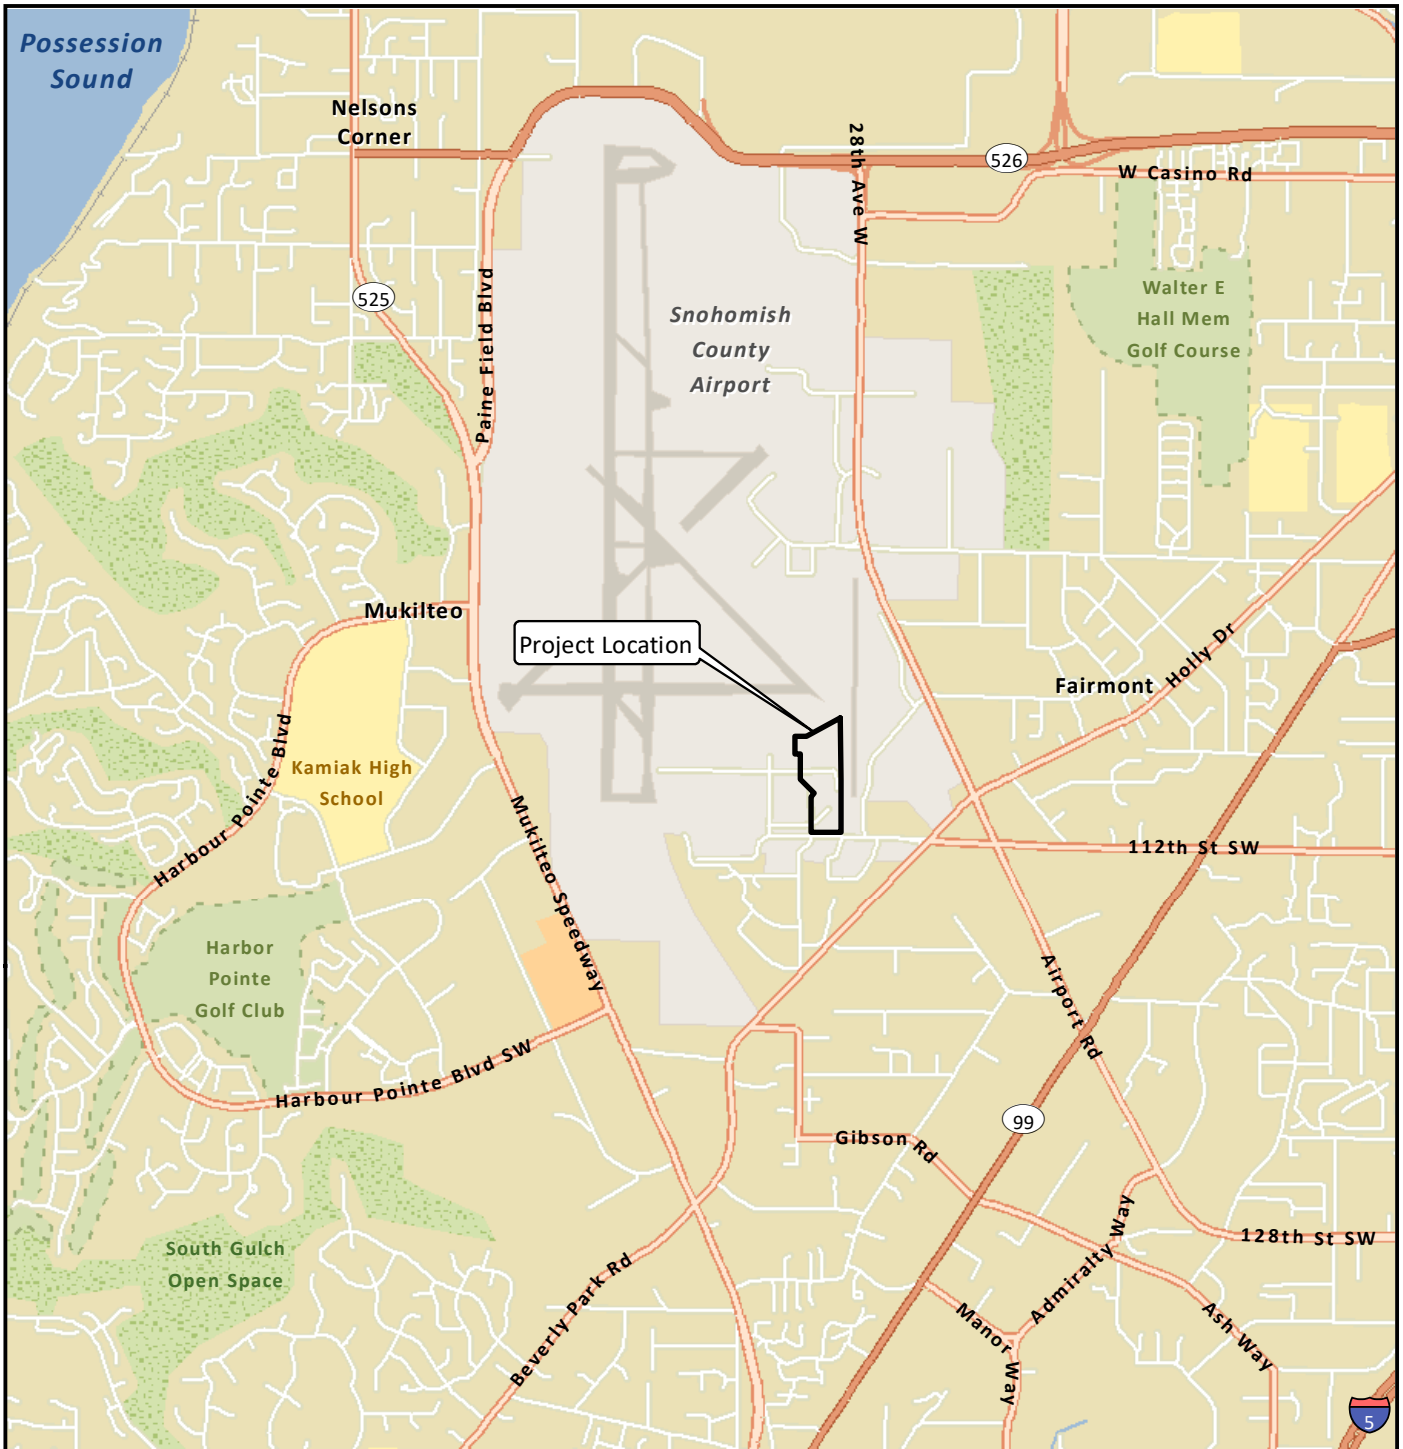 Possession
Sound
Nelsons
Corner
28th Ave W
526
W Casino Rd
525
Paine Field Blvd
Snohomish
County
Airport
Walter E
Hall Mem
Golf Course
Mukilteo
Project Location
Fairmont
Holly Dr
Harbour Pointe Blvd
Kamiak High
School
Mukilteo Speedway
112th St SW
Harbor
Pointe
Golf Club
Airport Rd
Harbour Pointe Blvd SW
99
Gibson Rd
Admiralty Way
128th St SW
South Gulch
Open Space
Beverly Park Rd
Manor Way
Ash Way
5